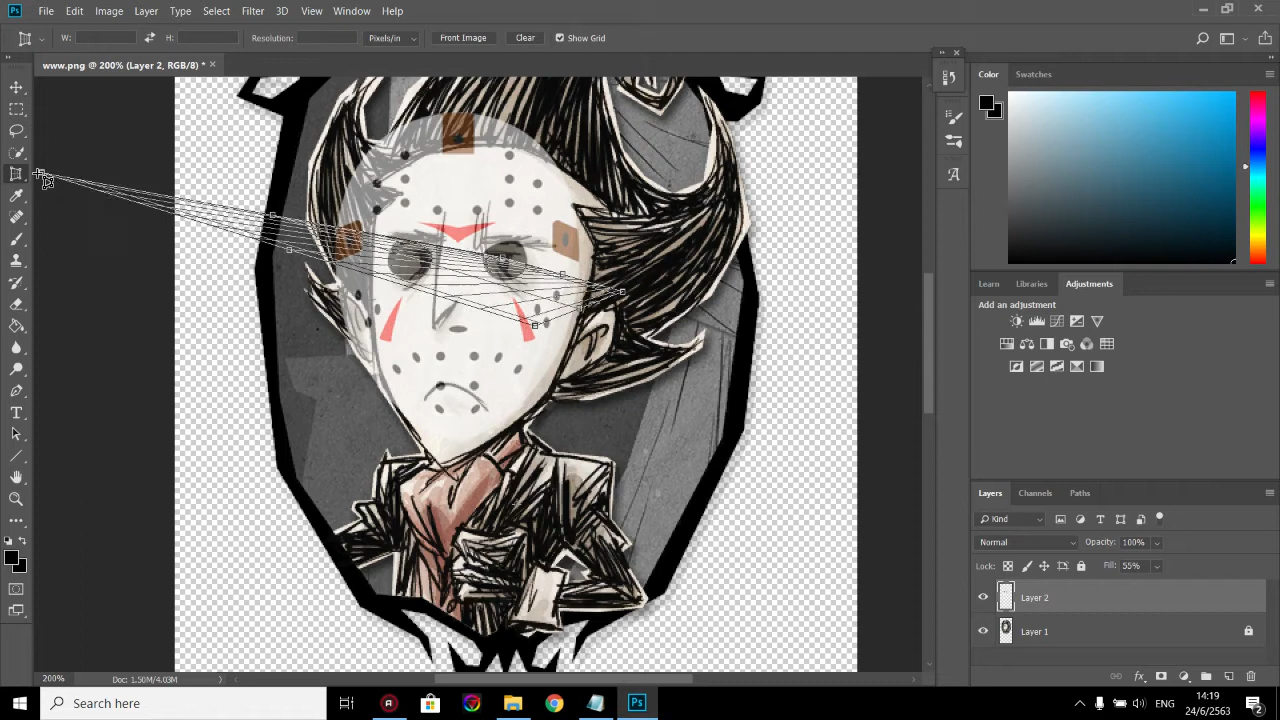 Ps File Edit Image Layer Type Select Filter 3D View Window Help
W: H: Resolution: Pixels/in Front Image Clear Show Grid
www.png @ 200% (Layer 2, RGB/8) *
Color Swatches
Learn Libraries Adjustments
Add an adjustment
Layers Channels Paths
Kind
Normal Opacity: 100%
Lock: Fill: 55%
Layer 2
Layer 1
200% Doc: 1.50M/4.03M
Search here Ps ENG 14:19
24/6/2563 2